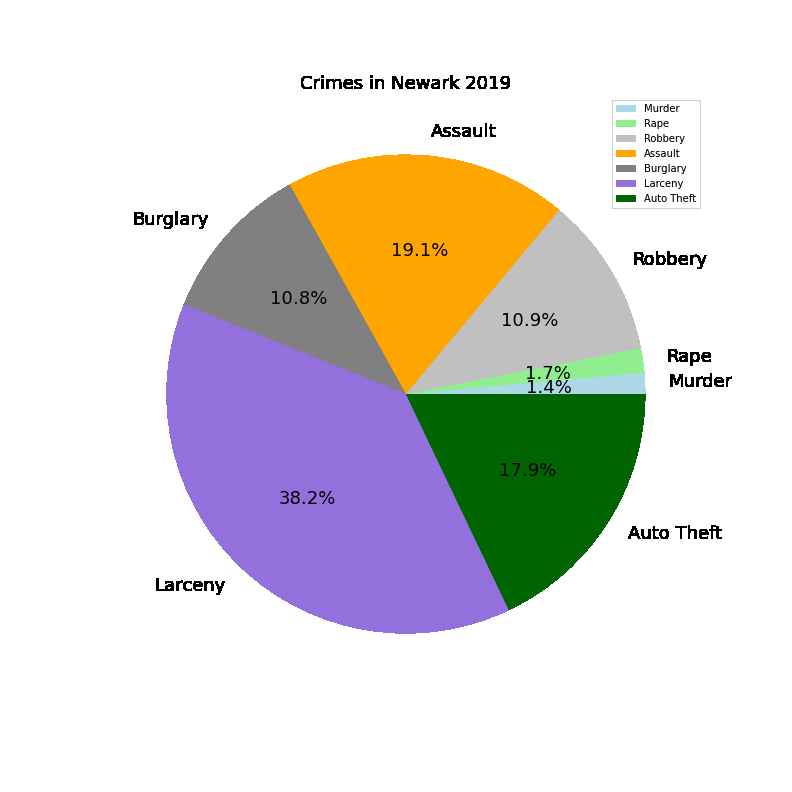 Crimes in Newark 2019
Murder
Rape
Robbery
Assault
Burglary
Larceny
Auto Theft
Assault
Burglary
Robbery
Rape
Murder
Auto Theft
Larceny
19.1%
10.8%
10.9%
1.7%
1.4%
17.9%
38.2%